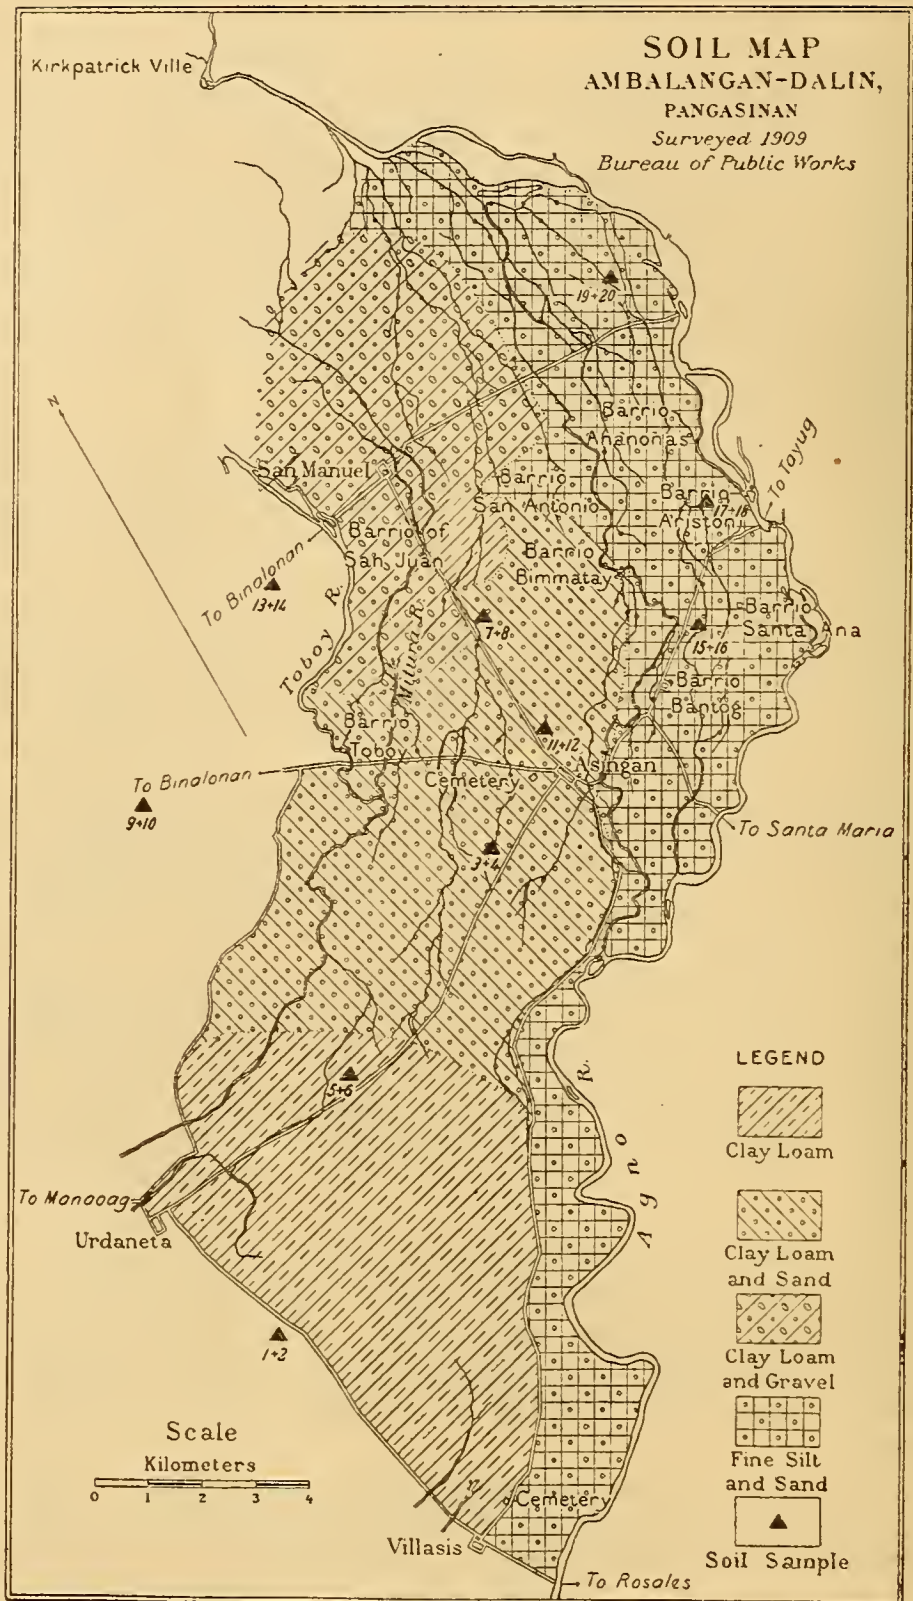 SOIL MAP
AMBALANGAN-DALIN,
PANGASINAN
Surveyed 1909
Bureau of Public Works
Kirkpatrick Ville
19+20
N
Barrio
Ananonas
San Manuel
Barrio
San Antonio
Barrio
Ariston
17+18
To Tayug
Barrio of
San Juan
Barrio
Bimmatay
To Binalonan
13+14
Toboy R.
Mitura R.
7+8
Barrio
Santa Ana
15+16
Barrio
Bantog
Barrio
Toboy
11+12
To Binalonan
Cemetery
Asingan
9+10
To Santa Maria
3+4
Agno R.
5+6
To Manaoag
Urdaneta
1+2
Scale
Kilometers
0 1 2 3 4
Cemetery
Villasis
To Rosales
LEGEND
Clay Loam
Clay Loam
and Sand
Clay Loam
and Gravel
Fine Silt
and Sand
Soil Sample